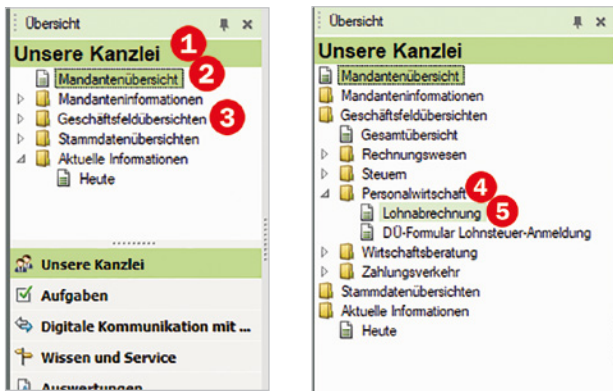 Übersicht
Unsere Kanzlei 1
Mandantenübersicht 2
Mandanteninformationen
Geschäftsfeldübersichten 3
Stammdatenübersichten
Aktuelle Informationen
Heute
Unsere Kanzlei
Aufgaben
Digitale Kommunikation mit ...
Wissen und Service
Auswertungen
Übersicht
Unsere Kanzlei
Mandantenübersicht
Mandanteninformationen
Geschäftsfeldübersichten
Gesamtübersicht
Rechnungswesen
Steuern
Personalwirtschaft 4
Lohnabrechnung 5
DÜ-Formular Lohnsteuer-Anmeldung
Wirtschaftsberatung
Zahlungsverkehr
Stammdatenübersichten
Aktuelle Informationen
Heute